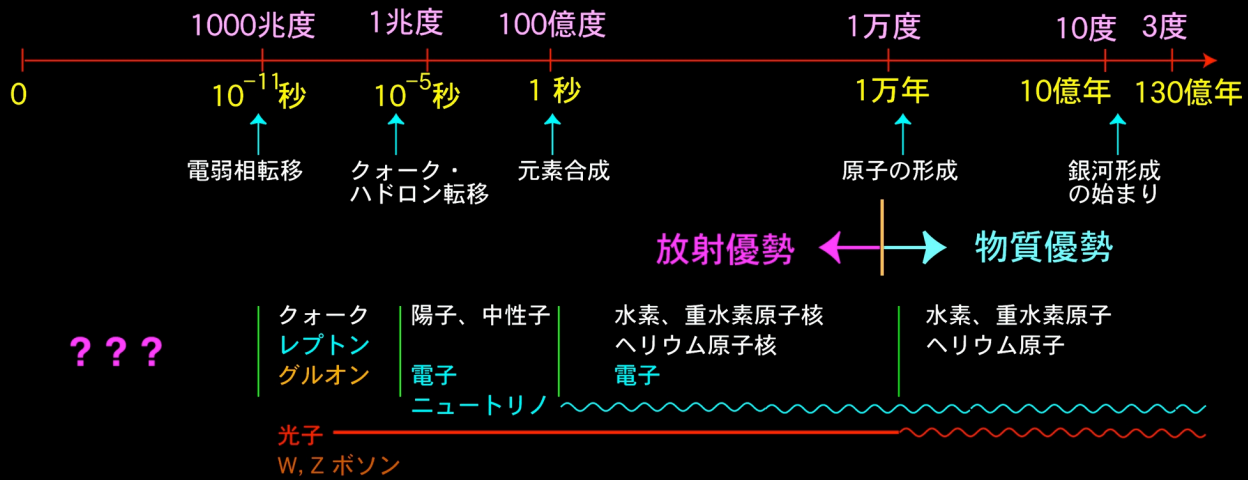 1000兆度 1兆度 100億度 1万度 10度 3度
0 10⁻¹¹秒 10⁻⁵秒 1 秒 1万年 10億年 130億年
電弱相転移
クォーク・
ハドロン転移
元素合成
原子の形成
銀河形成
の始まり
放射優勢 物質優勢
? ? ?
クォーク
レプトン
グルオン
陽子、中性子
電子
ニュートリノ
水素、重水素原子核
ヘリウム原子核
電子
水素、重水素原子
ヘリウム原子
光子
W, Z ボソン